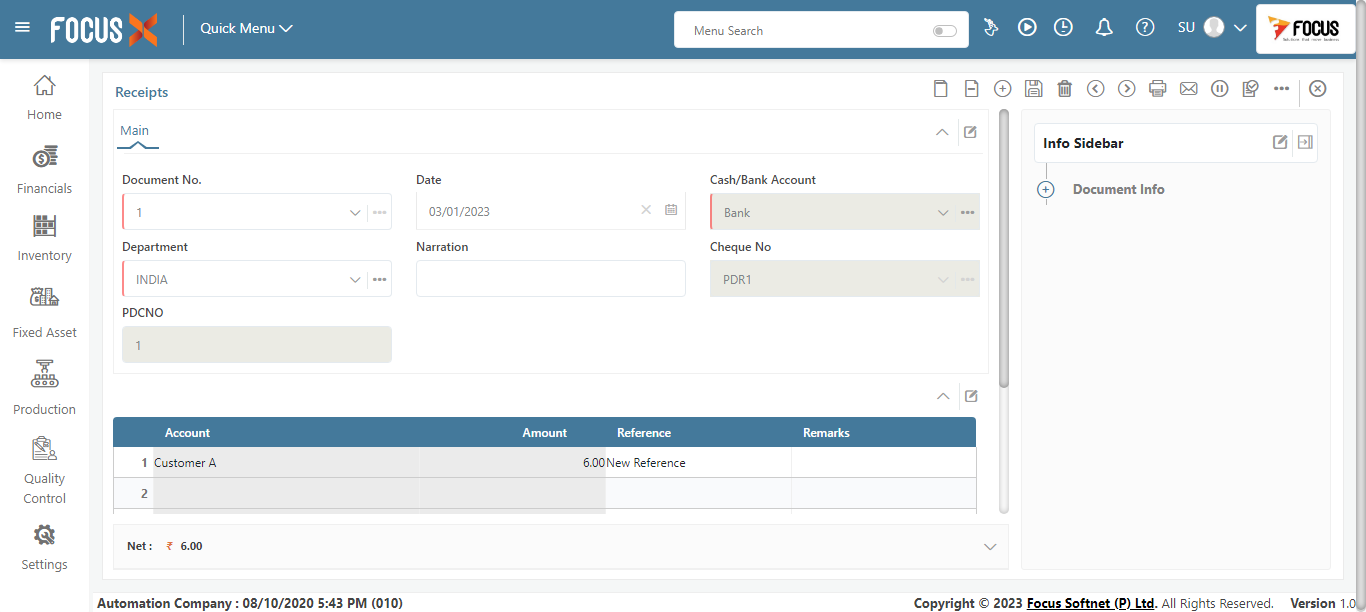 FOCUS X
Quick Menu
Menu Search
SU
FOCUS
Home
Financials
Inventory
Fixed Asset
Production
Quality
Control
Settings
Receipts
Main
Document No.
1
Date
03/01/2023
Cash/Bank Account
Bank
Department
INDIA
Narration
Cheque No
PDR1
PDCNO
1
Account Amount Reference Remarks
1 Customer A 6.00 New Reference
2
Net : ₹ 6.00
Info Sidebar
Document Info
Automation Company : 08/10/2020 5:43 PM (010)
Copyright © 2023 Focus Softnet (P) Ltd. All Rights Reserved. Version 1.0